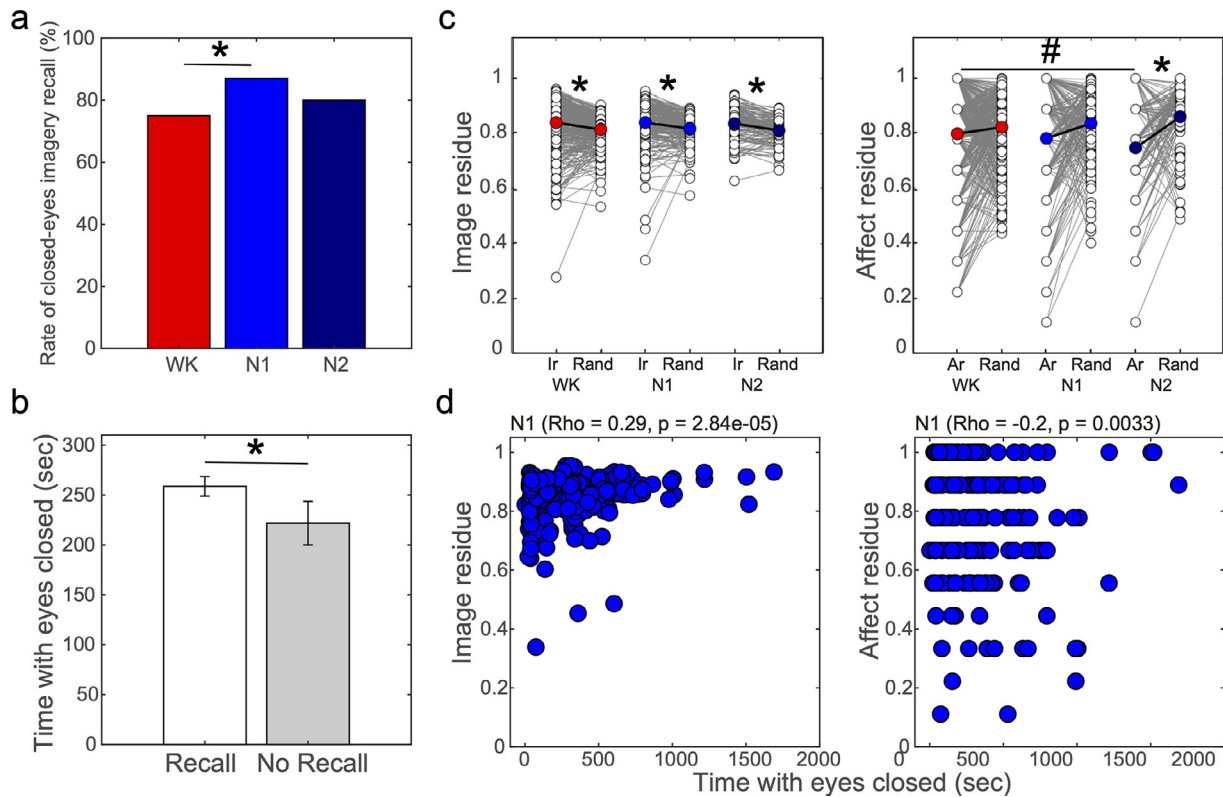 a
Rate of closed-eyes imagery recall (%)
100
80
60
40
20
0
*
WK N1 N2
b
Time with eyes closed (sec)
300
250
200
150
100
50
0
*
Recall No Recall
c
Image residue
1
0.8
0.6
0.4
0.2
0
* * *
Ir Rand Ir Rand Ir Rand
WK N1 N2
Affect residue
1
0.8
0.6
0.4
0.2
0
# *
Ar Rand Ar Rand Ar Rand
WK N1 N2
d
N1 (Rho = 0.29, p = 2.84e-05)
Image residue
1
0.8
0.6
0.4
0.2
0
0 500 1000 1500 2000
N1 (Rho = -0.2, p = 0.0033)
Affect residue
1
0.8
0.6
0.4
0.2
0
0 500 1000 1500 2000
Time with eyes closed (sec)